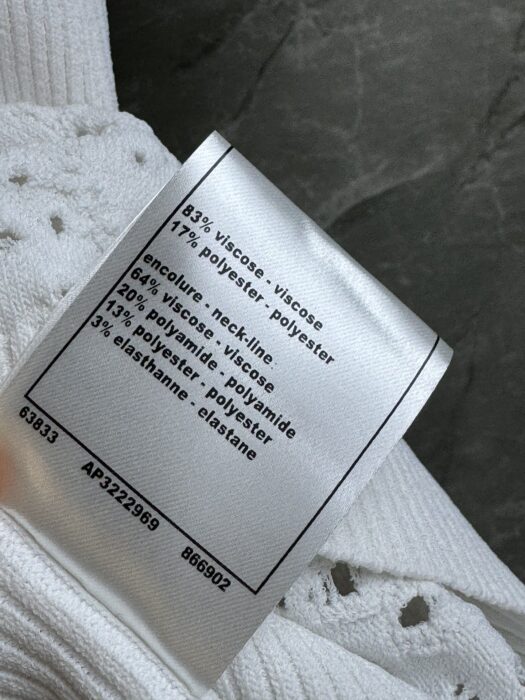 83% viscose - viscose
17% polyester - polyester
encolure - neck-line:
64% viscose - viscose
20% polyamide - polyamide
13% polyester - polyester
3% elasthanne - elastane
63833 AP3222969 866902